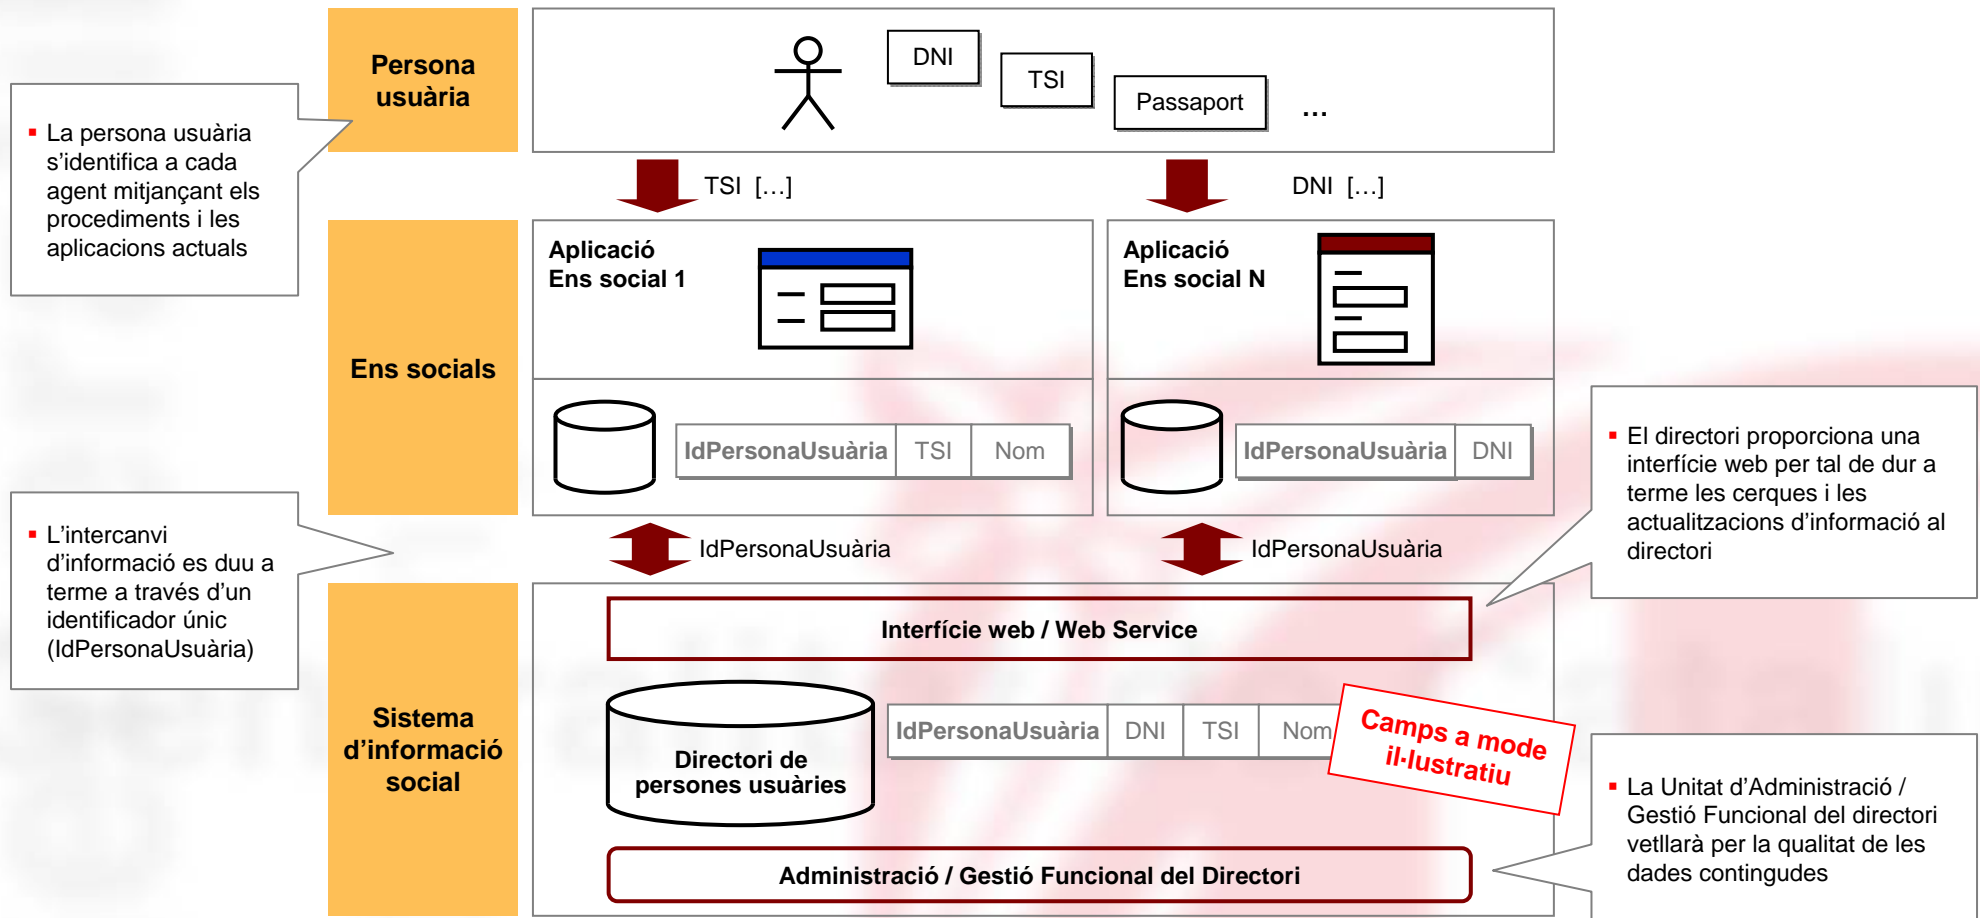 Persona
usuària
DNI
TSI
Passaport
...
▪ La persona usuària
s’identifica a cada
agent mitjançant els
procediments i les
aplicacions actuals
TSI […]
DNI […]
Ens socials
Aplicació
Ens social 1
Aplicació
Ens social N
IdPersonaUsuària TSI Nom
IdPersonaUsuària DNI
▪ El directori proporciona una
interfície web per tal de dur a
terme les cerques i les
actualitzacions d’informació al
directori
▪ L’intercanvi
d’informació es duu a
terme a través d’un
identificador únic
(IdPersonaUsuària)
IdPersonaUsuària
IdPersonaUsuària
Sistema
d’informació
social
Interfície web / Web Service
Directori de
persones usuàries
IdPersonaUsuària DNI TSI Nom
Camps a mode
il·lustratiu
Administració / Gestió Funcional del Directori
▪ La Unitat d’Administració /
Gestió Funcional del directori
vetllarà per la qualitat de les
dades contingudes